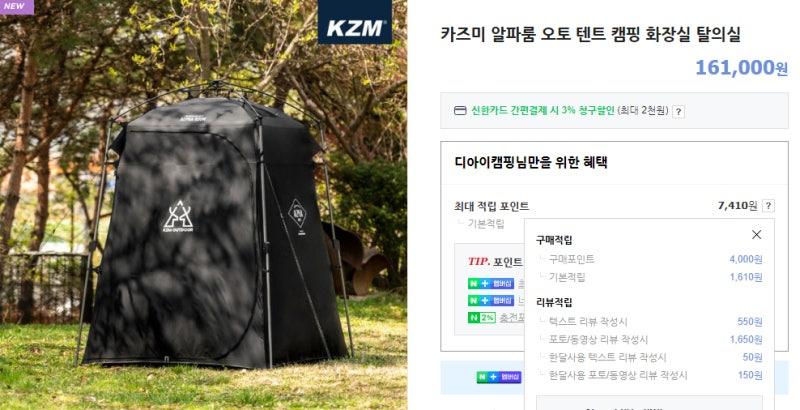 NEW
KZM
KZM OUTDOOR
카즈미 알파룸 오토 텐트 캠핑 화장실 탈의실
161,000원
신한카드 간편결제 시 3% 청구할인 (최대 2천원) ?
디아이캠핑님만을 위한 혜택
최대 적립 포인트 7,410원 ?
기본적립
구매적립
구매포인트 4,000원
기본적립 1,610원
TIP. 포인트
N + 멤버십
N + 멤버십
N 2% 충전포
리뷰적립
텍스트 리뷰 작성시 550원
포토/동영상 리뷰 작성시 1,650원
한달사용 텍스트 리뷰 작성시 50원
한달사용 포토/동영상 리뷰 작성시 150원
N + 멤버십